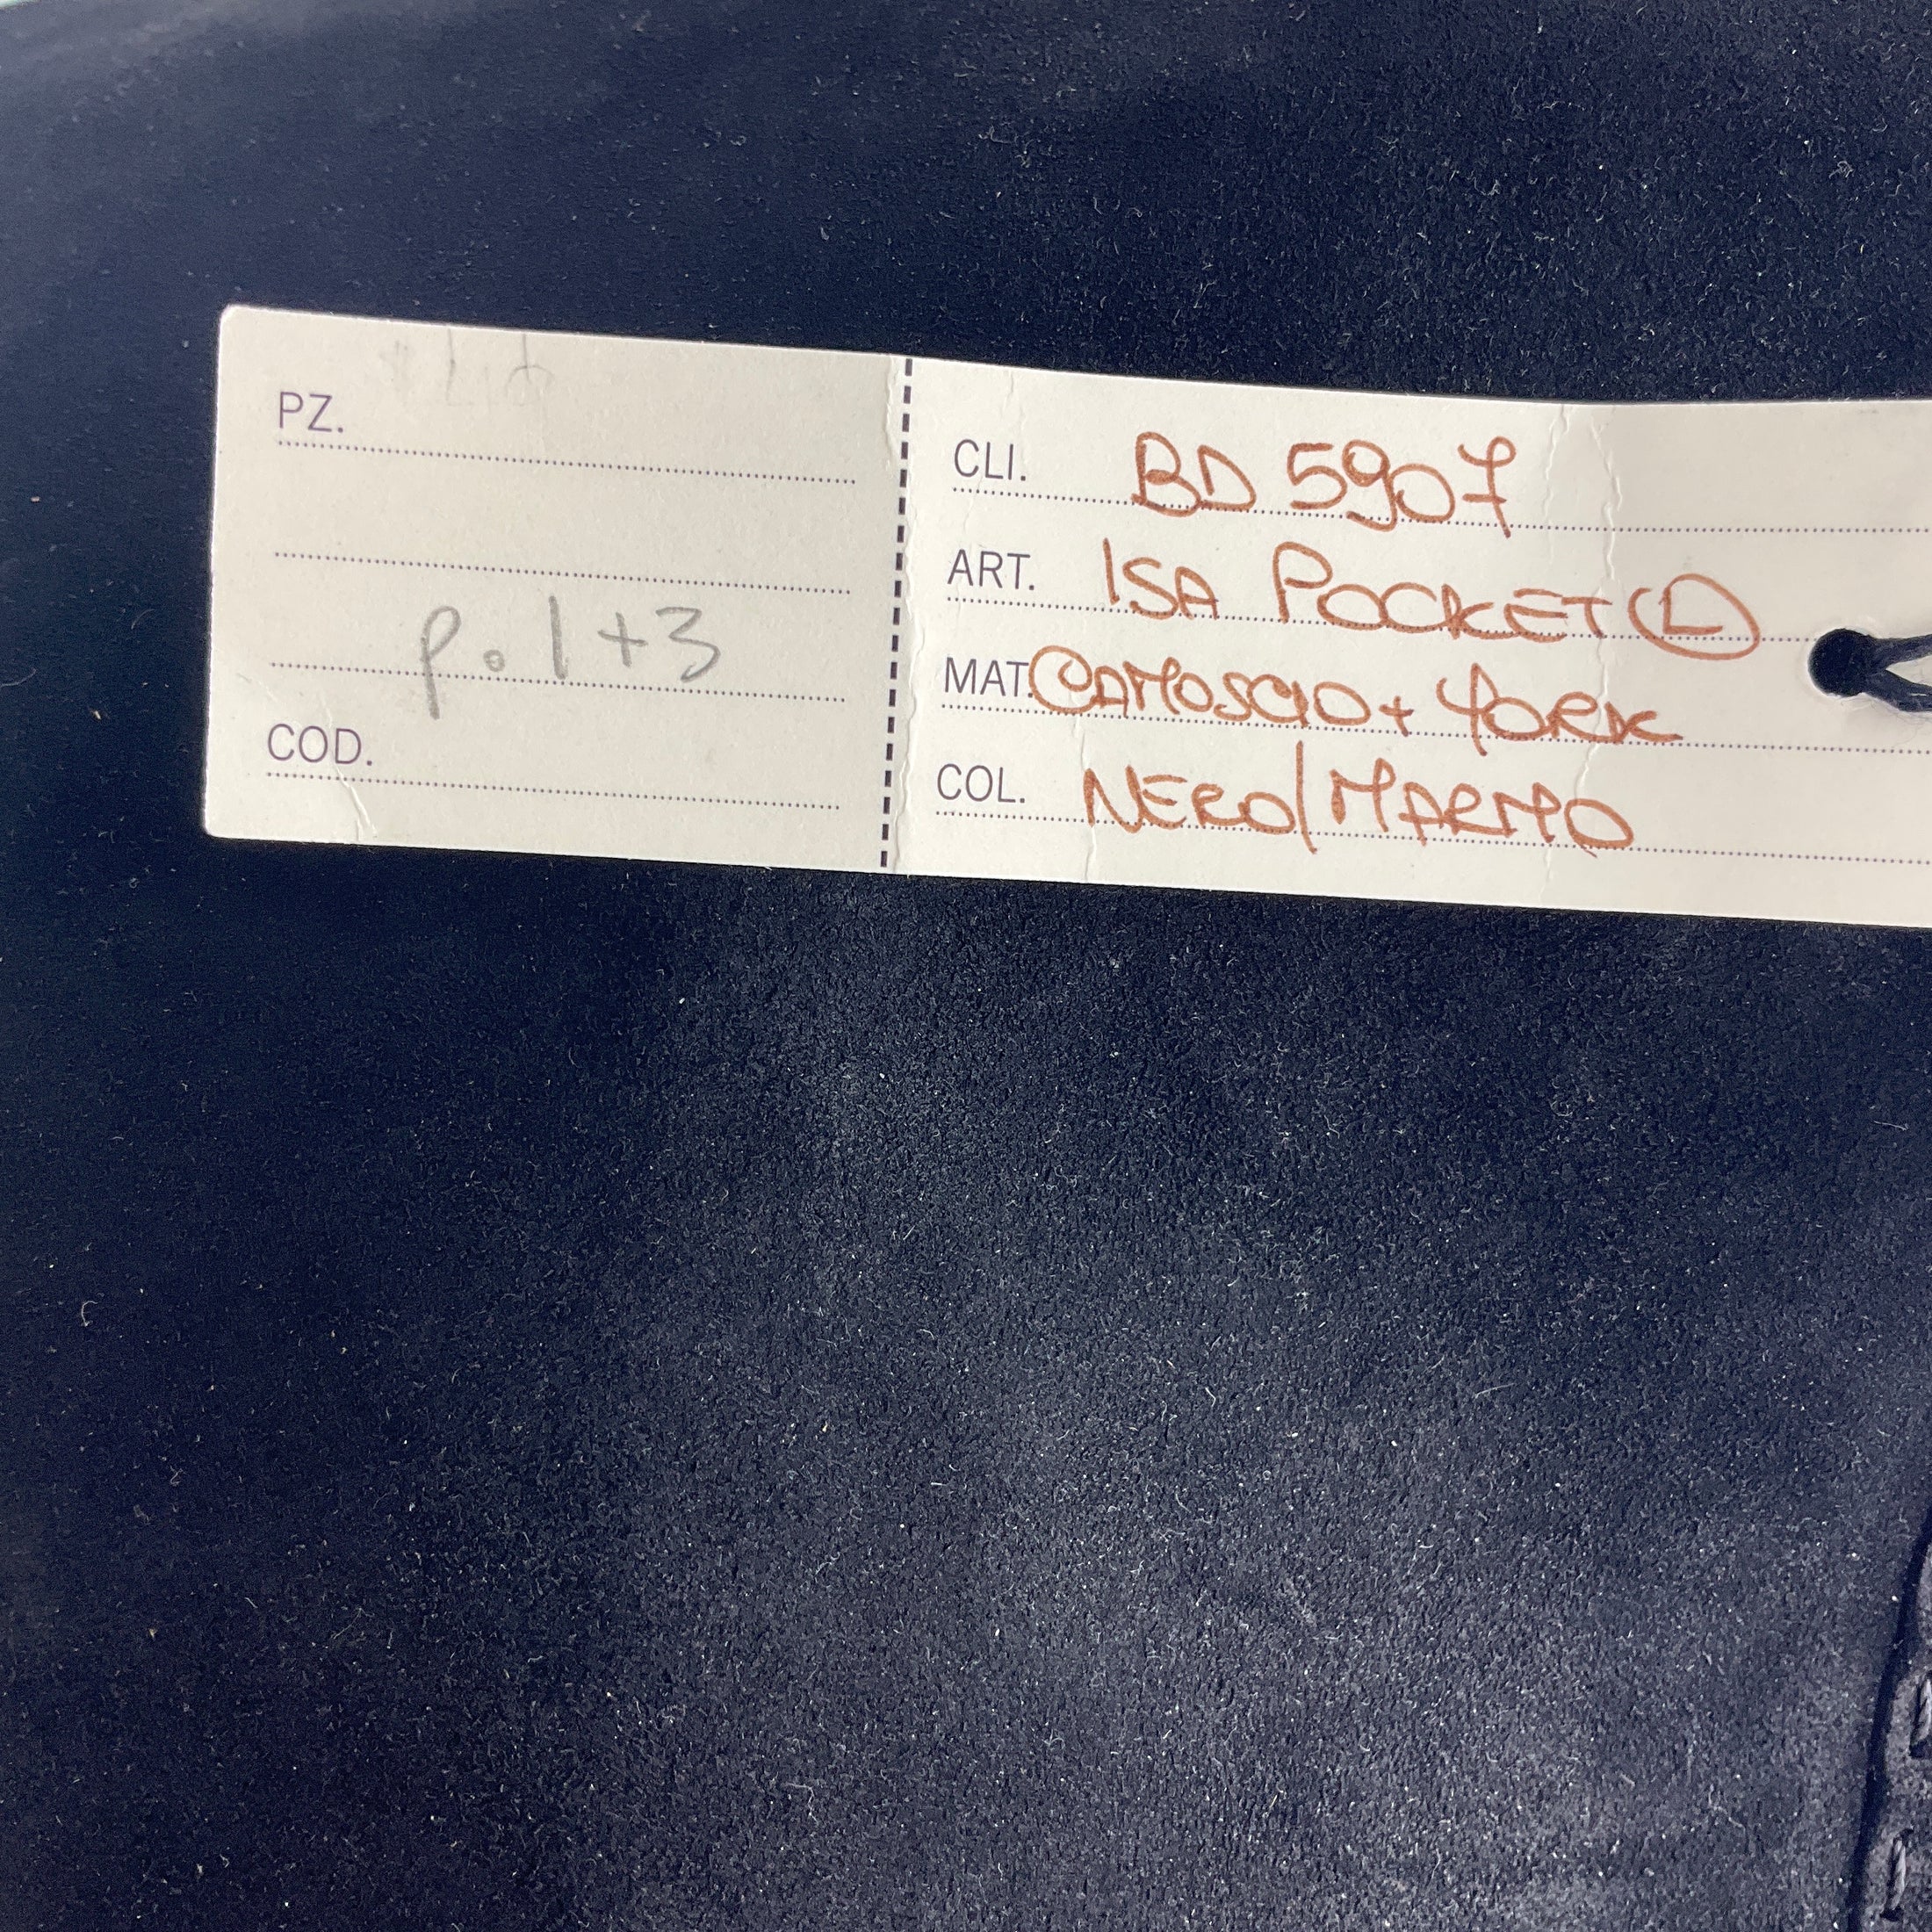 PZ.
p. 1+3
COD.
CLI. BD 5907
ART. ISA POCKET (L)
MAT. CAMOSCIO + YORK
COL. NERO/MARMO